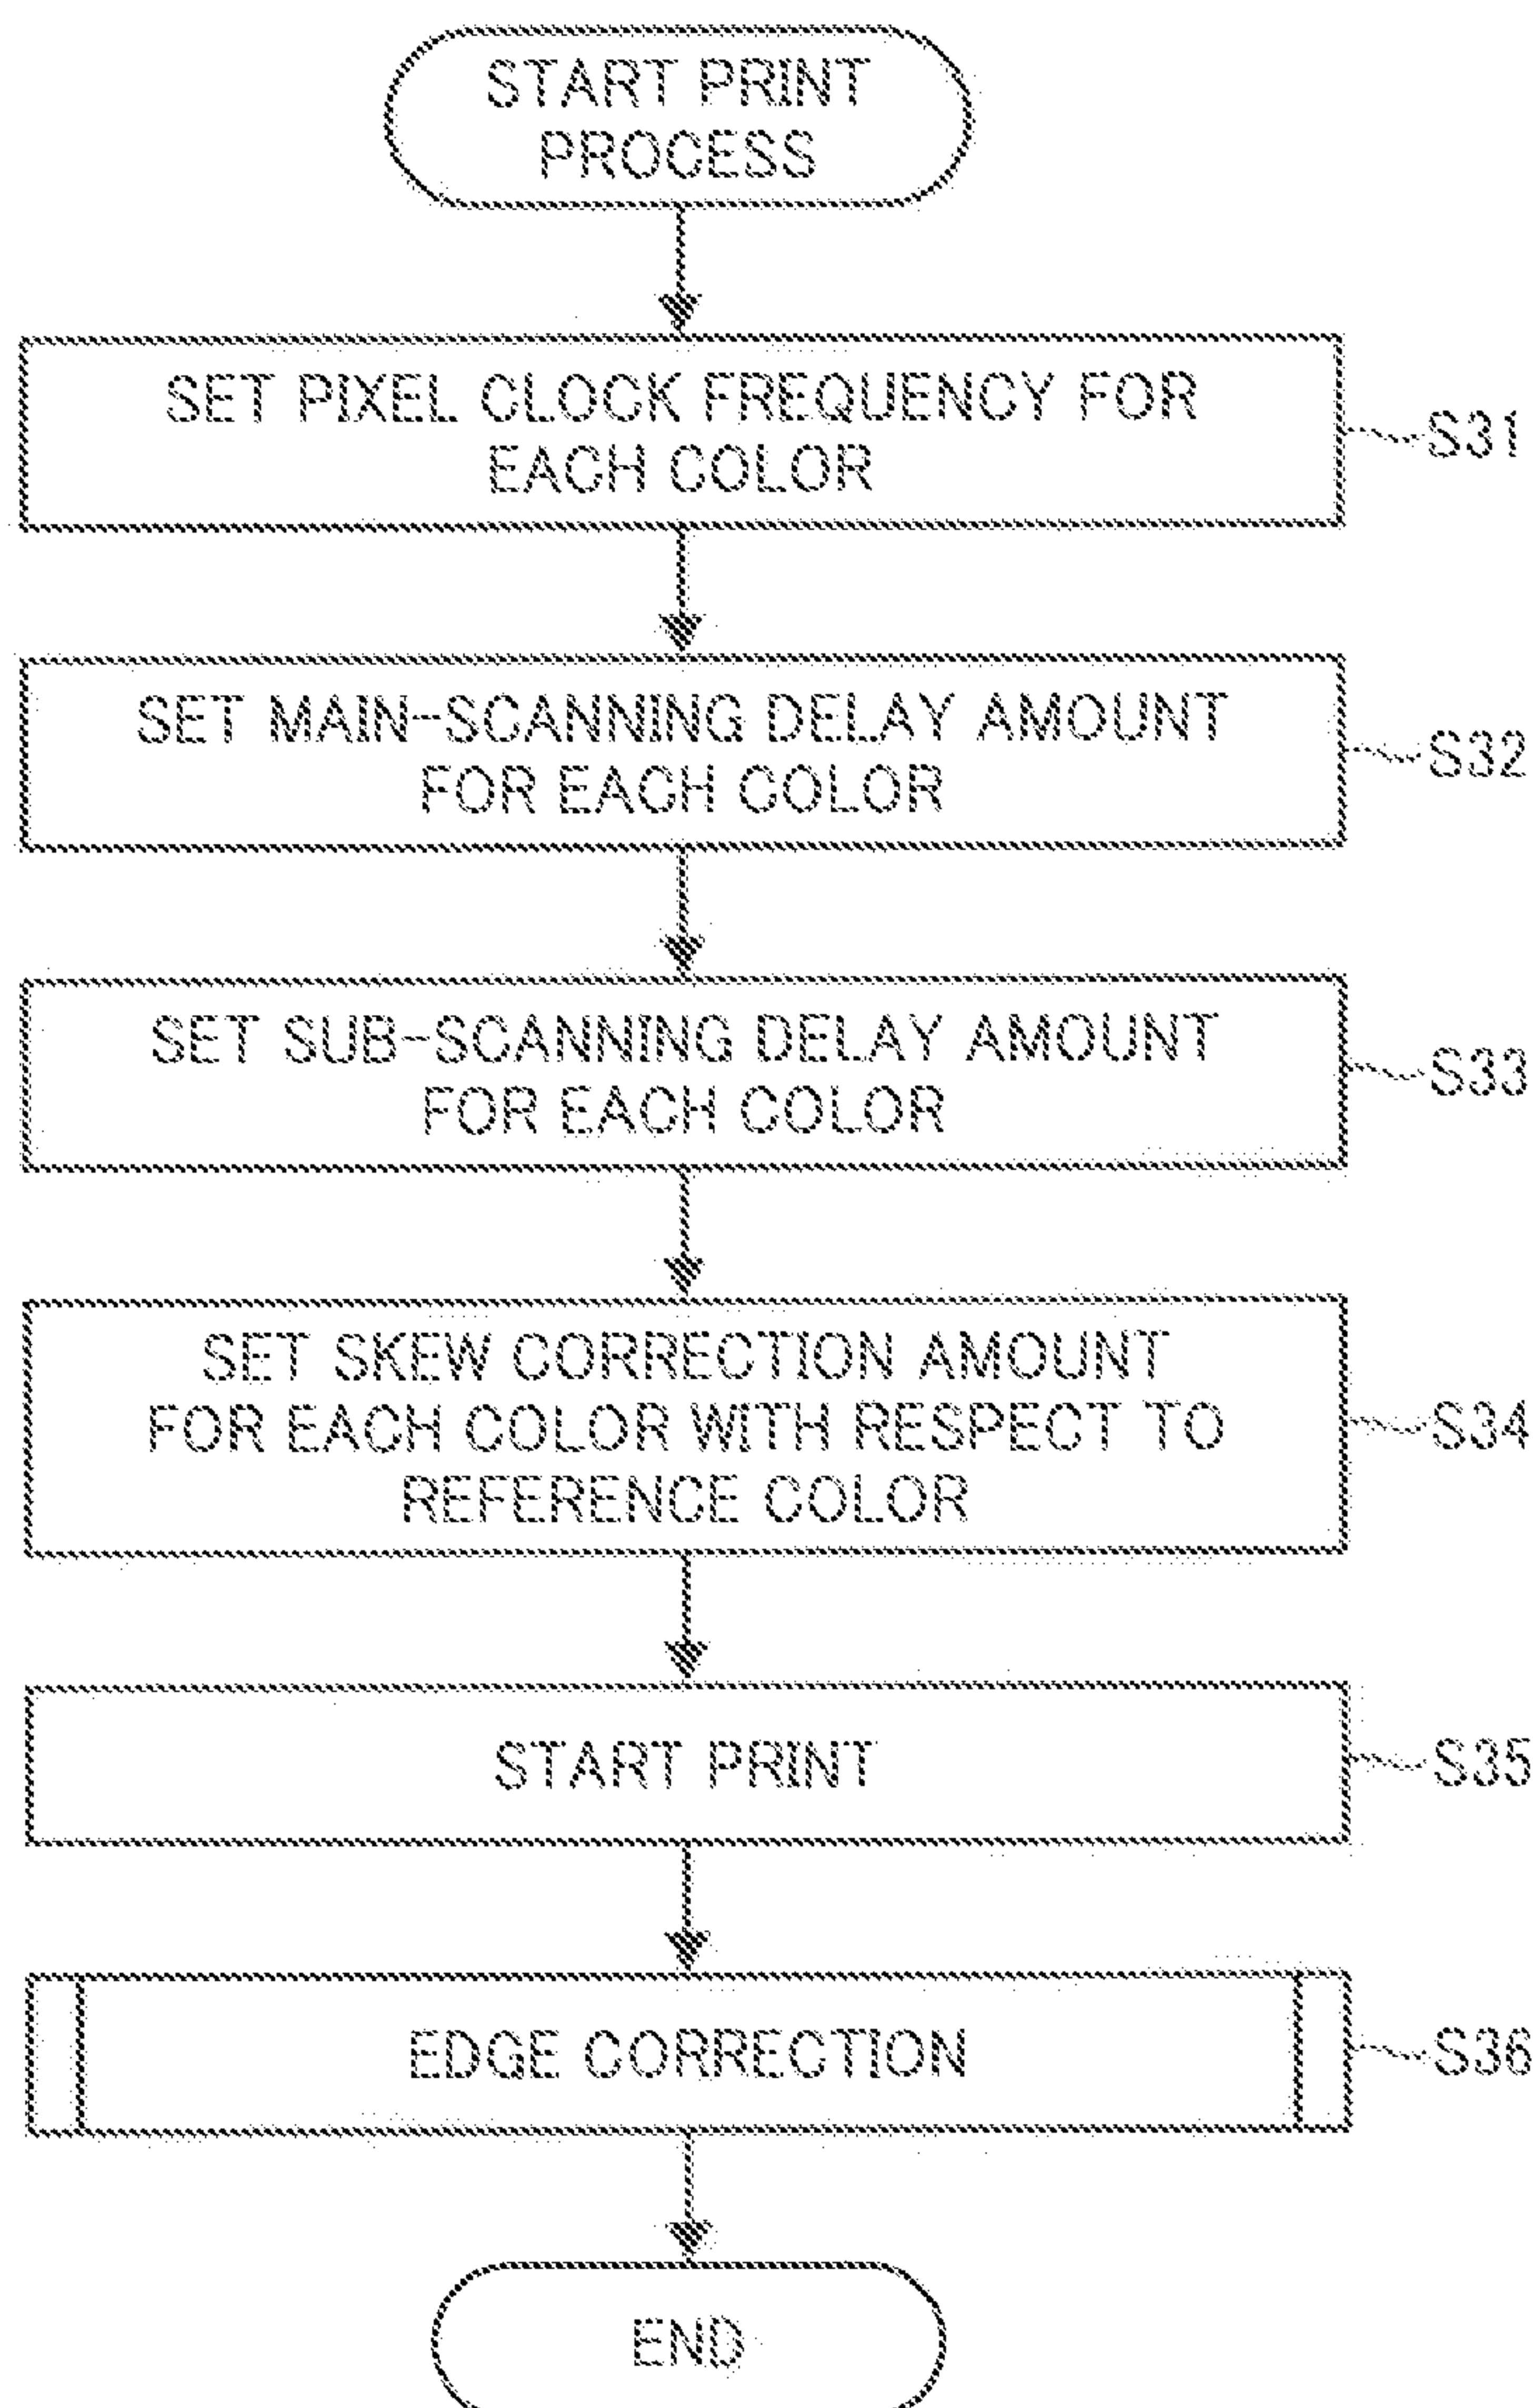 START PRINT
PROCESS
SET PIXEL CLOCK FREQUENCY FOR
EACH COLOR
S31
SET MAIN-SCANNING DELAY AMOUNT
FOR EACH COLOR
S32
SET SUB-SCANNING DELAY AMOUNT
FOR EACH COLOR
S33
SET SKEW CORRECTION AMOUNT
FOR EACH COLOR WITH RESPECT TO
REFERENCE COLOR
S34
START PRINT
S35
EDGE CORRECTION
S36
END